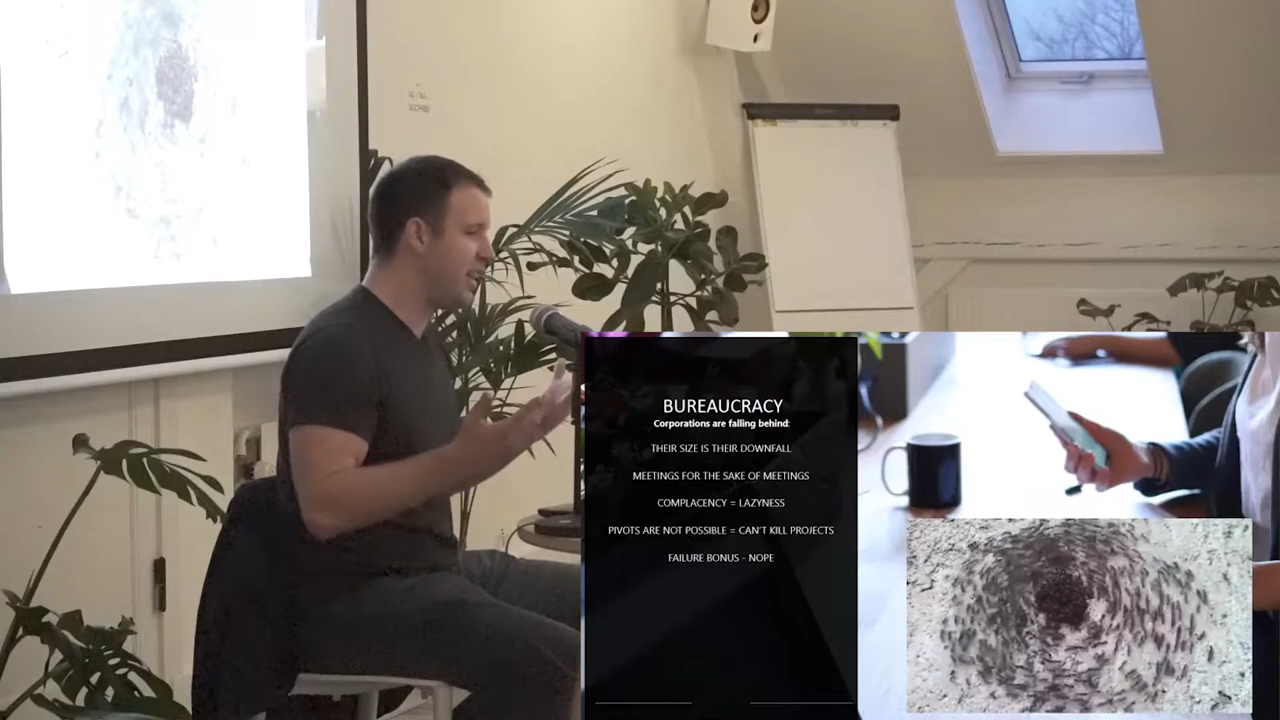 BUREAUCRACY
Corporations are falling behind:
THEIR SIZE IS THEIR DOWNFALL
MEETINGS FOR THE SAKE OF MEETINGS
COMPLACENCY = LAZYNESS
PIVOTS ARE NOT POSSIBLE = CAN'T KILL PROJECTS
FAILURE BONUS - NOPE